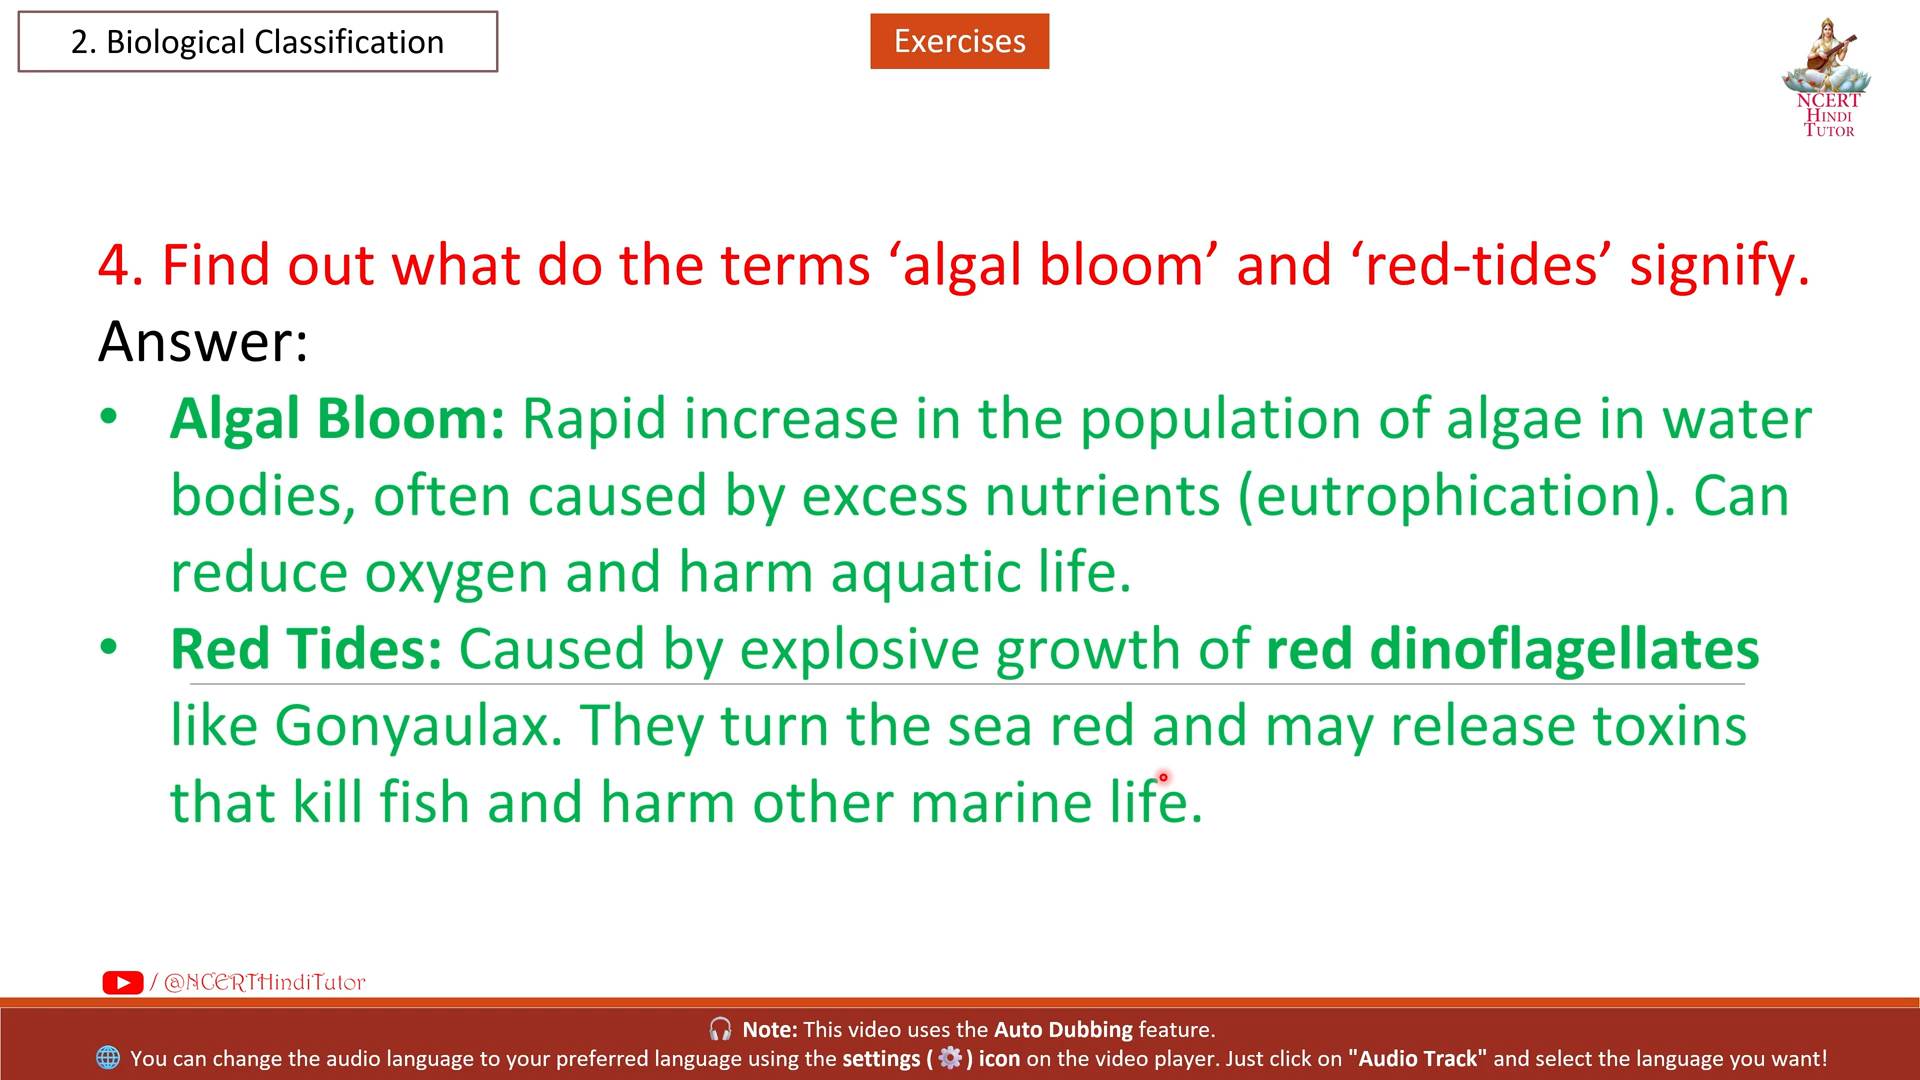 2. Biological Classification
Exercises
NCERT
HINDI
TUTOR
4. Find out what do the terms ‘algal bloom’ and ‘red-tides’ signify.
Answer:
• Algal Bloom: Rapid increase in the population of algae in water
bodies, often caused by excess nutrients (eutrophication). Can
reduce oxygen and harm aquatic life.
• Red Tides: Caused by explosive growth of red dinoflagellates
like Gonyaulax. They turn the sea red and may release toxins
that kill fish and harm other marine life.
/ @NCERTHindiTutor
🎧 Note: This video uses the Auto Dubbing feature.
🌐 You can change the audio language to your preferred language using the settings ( ⚙️ ) icon on the video player. Just click on "Audio Track" and select the language you want!